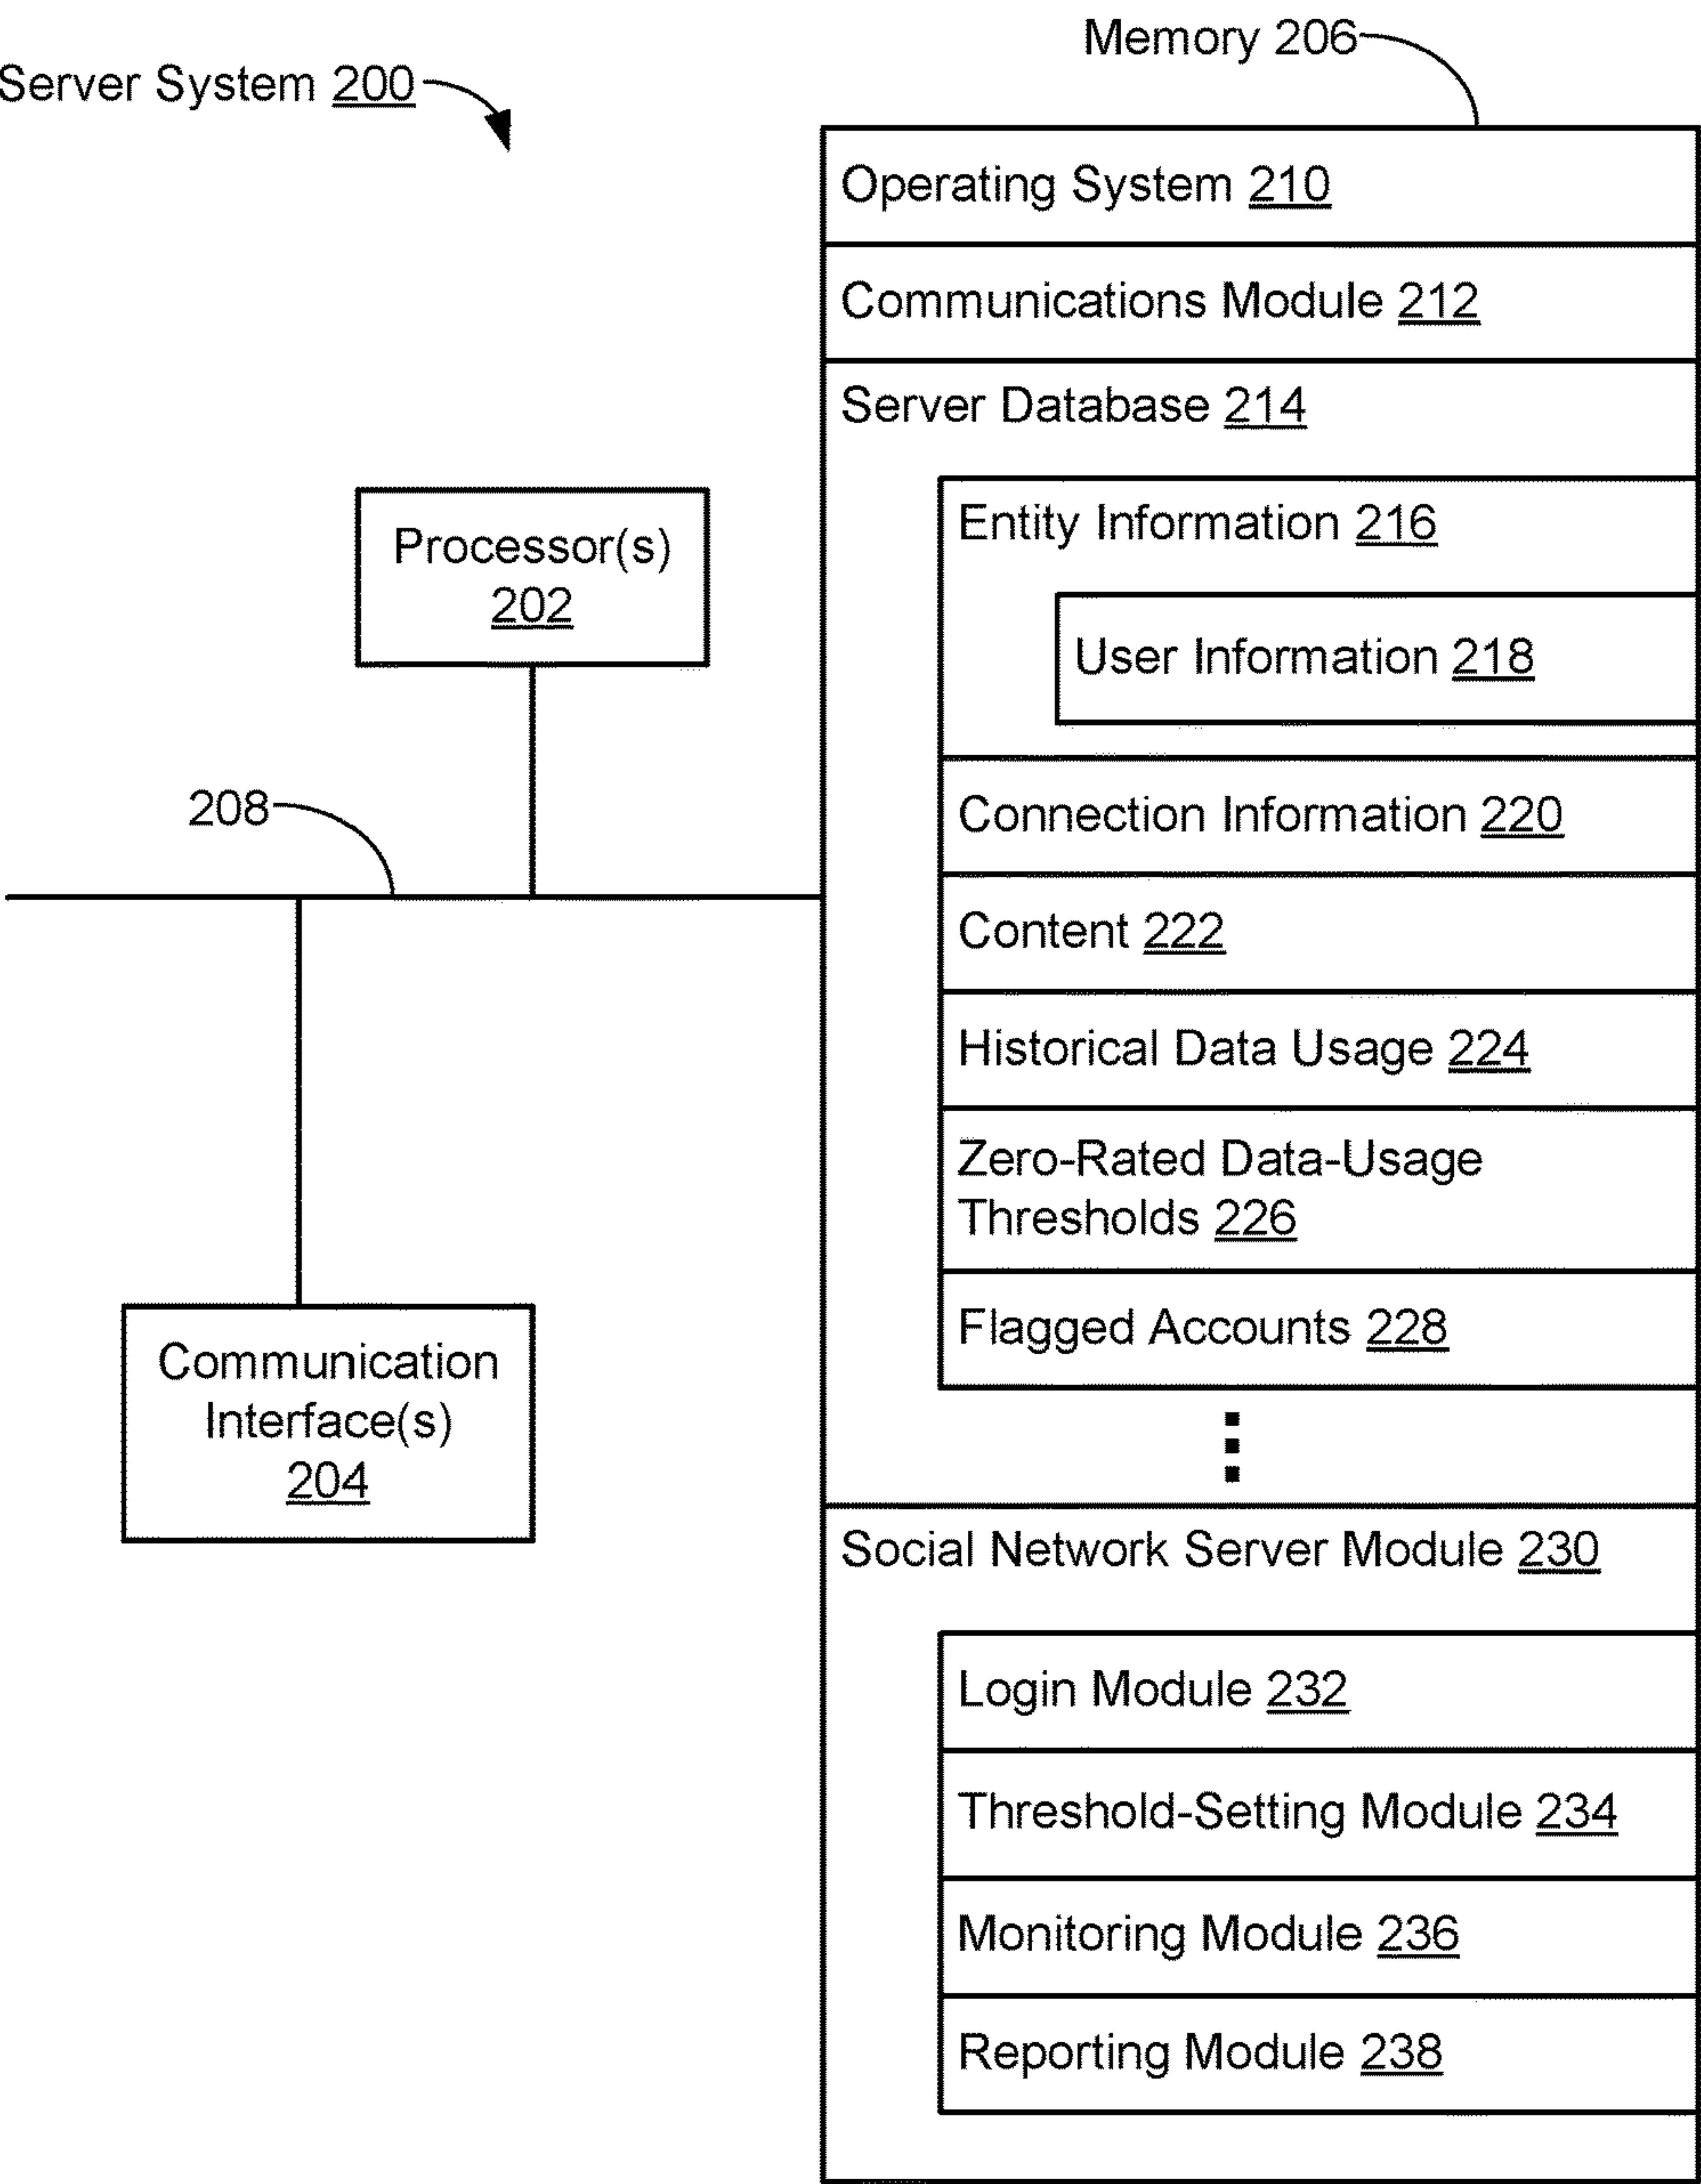 Memory 206
Server System 200
Operating System 210
Communications Module 212
Server Database 214
Entity Information 216
User Information 218
Connection Information 220
Content 222
Historical Data Usage 224
Zero-Rated Data-Usage
Thresholds 226
Flagged Accounts 228
Social Network Server Module 230
Login Module 232
Threshold-Setting Module 234
Monitoring Module 236
Reporting Module 238
Processor(s)
202
208
Communication
Interface(s)
204